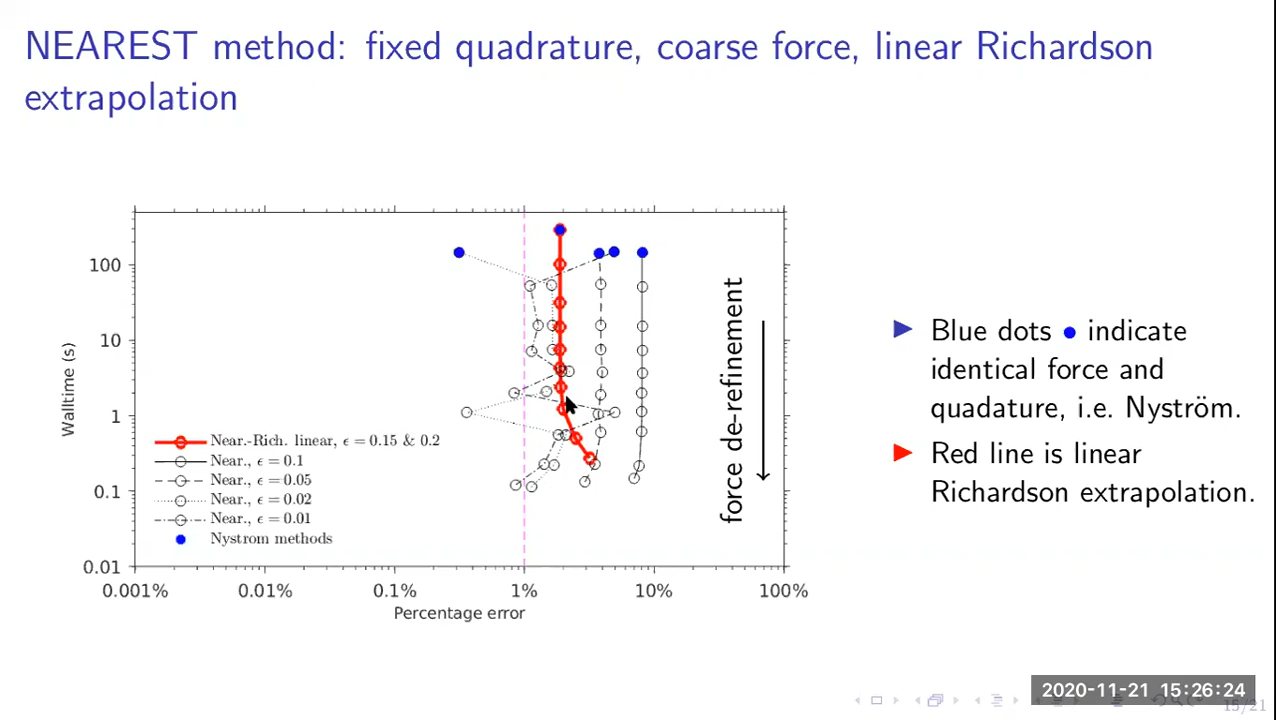 NEAREST method: fixed quadrature, coarse force, linear Richardson
extrapolation
100
10
1
0.1
0.01
Walltime (s)
0.001%
0.01%
0.1%
1%
10%
100%
Percentage error
Near.-Rich. linear, ϵ = 0.15 & 0.2
Near., ϵ = 0.1
Near., ϵ = 0.05
Near., ϵ = 0.02
Near., ϵ = 0.01
Nystrom methods
force de-refinement
Blue dots ● indicate
identical force and
quadature, i.e. Nyström.
Red line is linear
Richardson extrapolation.
2020-11-21 15:26:24
15/21